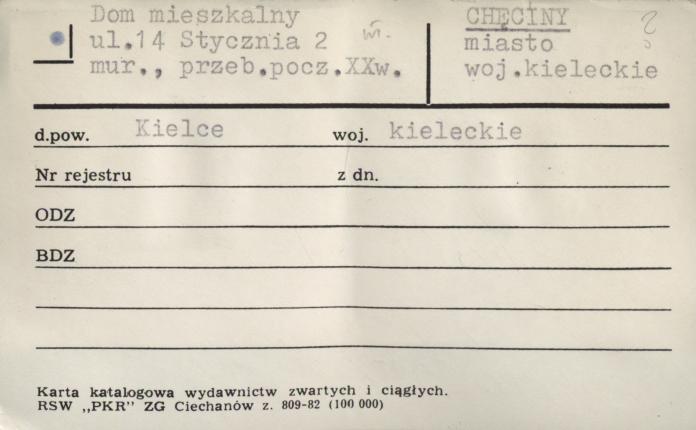 Dom mieszkalny
ul.14 Stycznia 2
mur., przeb.pocz.XXw.
CHĘCINY
miasto
woj.kieleckie
d.pow. Kielce woj. kieleckie
Nr rejestru z dn.
ODZ
BDZ
Karta katalogowa wydawnictw zwartych i ciągłych.
RSW „PKR” ZG Ciechanów z. 809-82 (100 000)